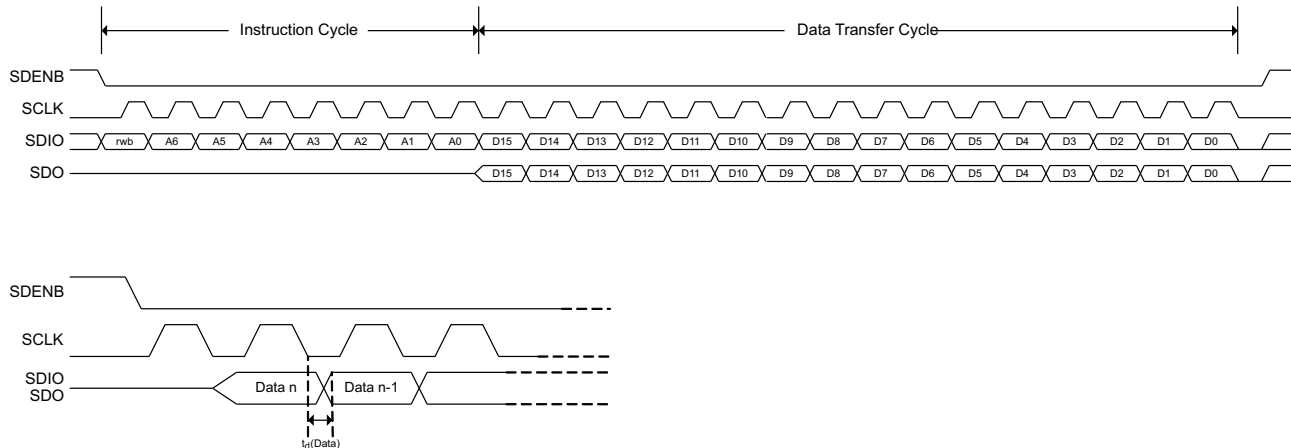 Instruction Cycle Data Transfer Cycle
SDENB
SCLK
SDIO rwb A6 A5 A4 A3 A2 A1 A0 D15 D14 D13 D12 D11 D10 D9 D8 D7 D6 D5 D4 D3 D2 D1 D0
SDO D15 D14 D13 D12 D11 D10 D9 D8 D7 D6 D5 D4 D3 D2 D1 D0
SDENB
SCLK
SDIO
SDO
Data n Data n-1
td(Data)